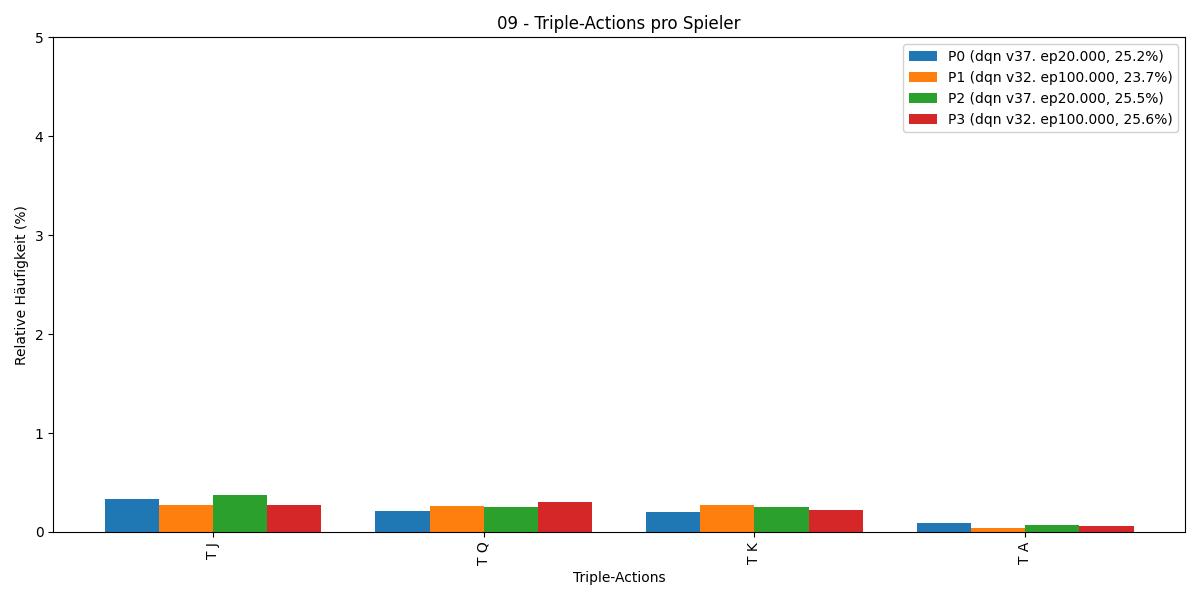 09 - Triple-Actions pro Spieler
P0 (dqn v37. ep20.000, 25.2%)
P1 (dqn v32. ep100.000, 23.7%)
P2 (dqn v37. ep20.000, 25.5%)
P3 (dqn v32. ep100.000, 25.6%)
Relative Häufigkeit (%)
5
4
3
2
1
0
T J
T Q
T K
T A
Triple-Actions